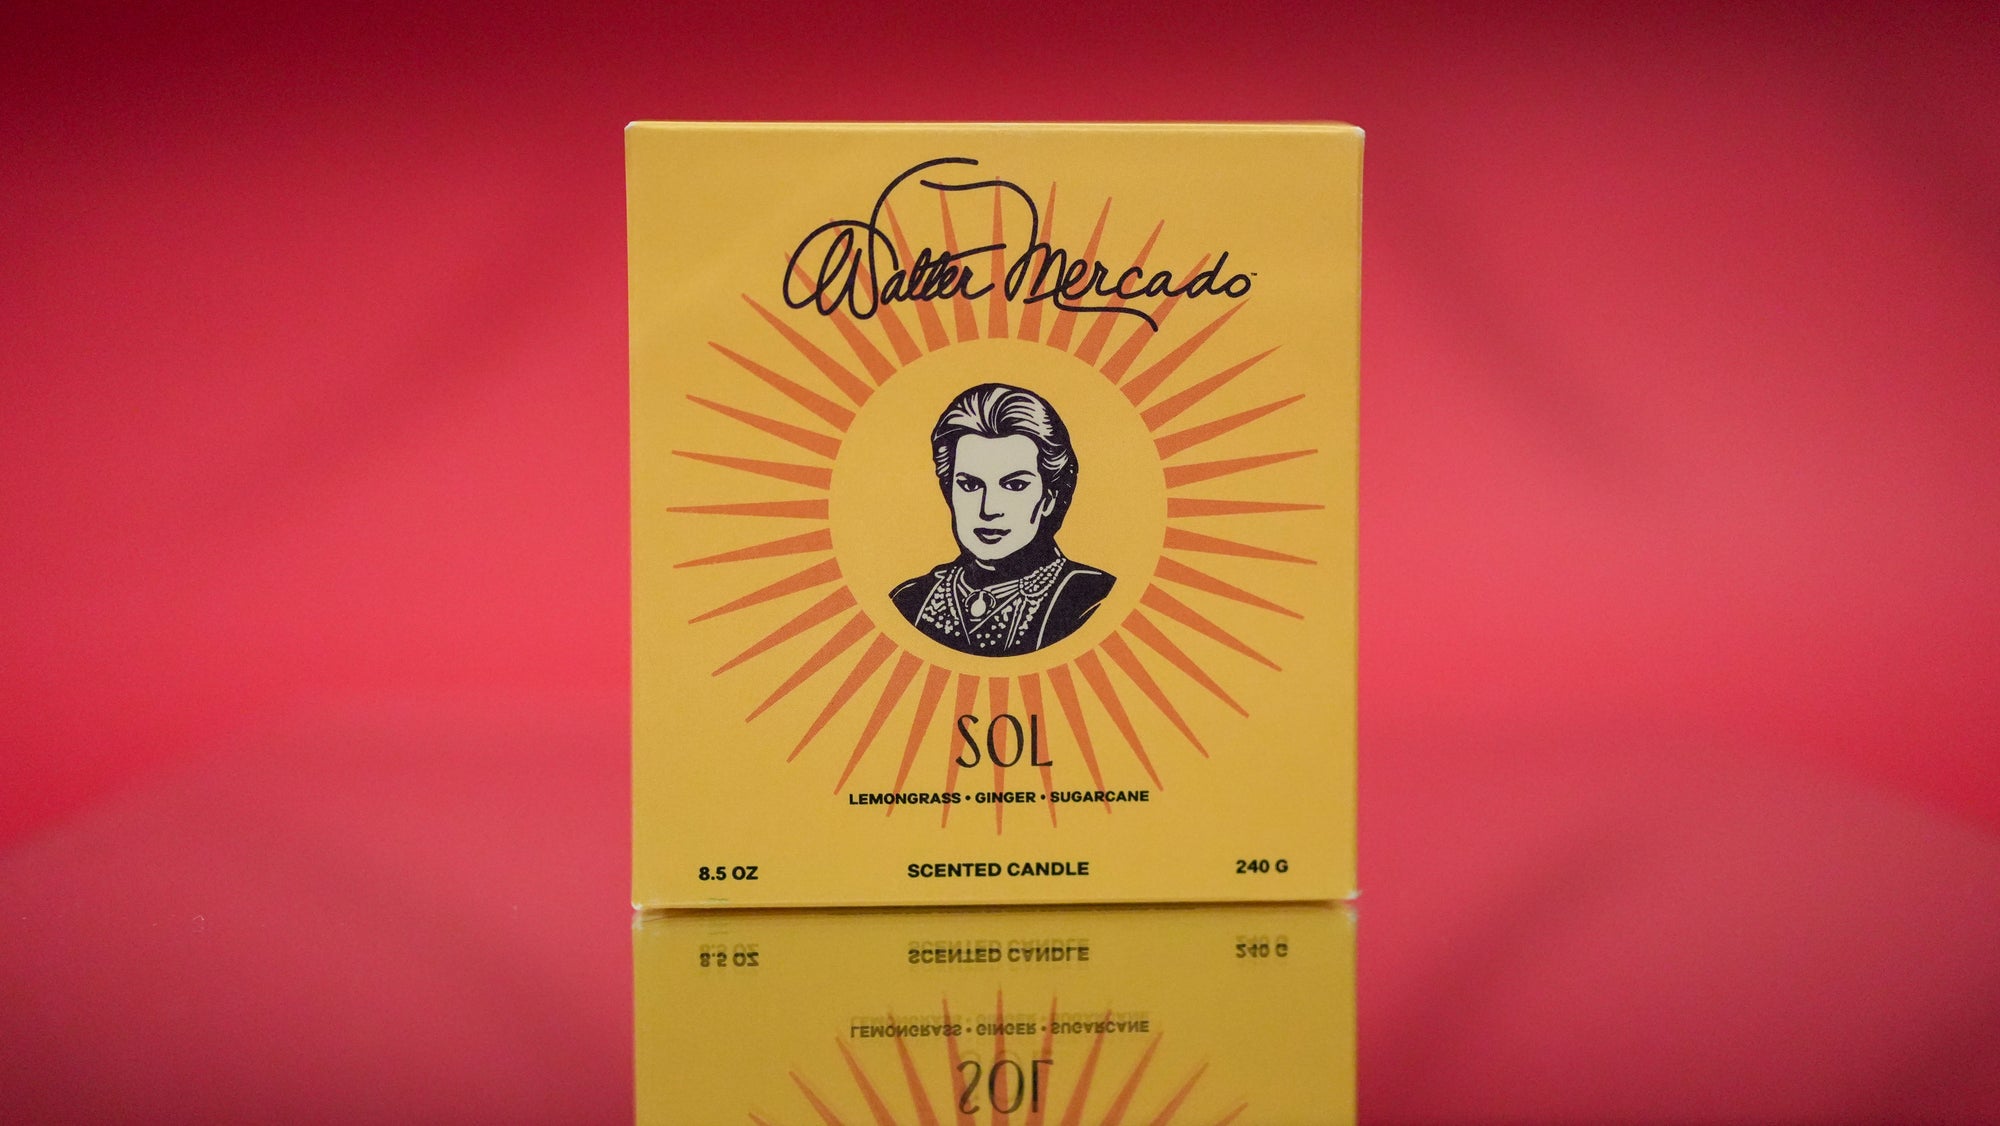 Walter Mercado™
SOL
LEMONGRASS • GINGER • SUGARCANE
8.5 OZ SCENTED CANDLE 240 G